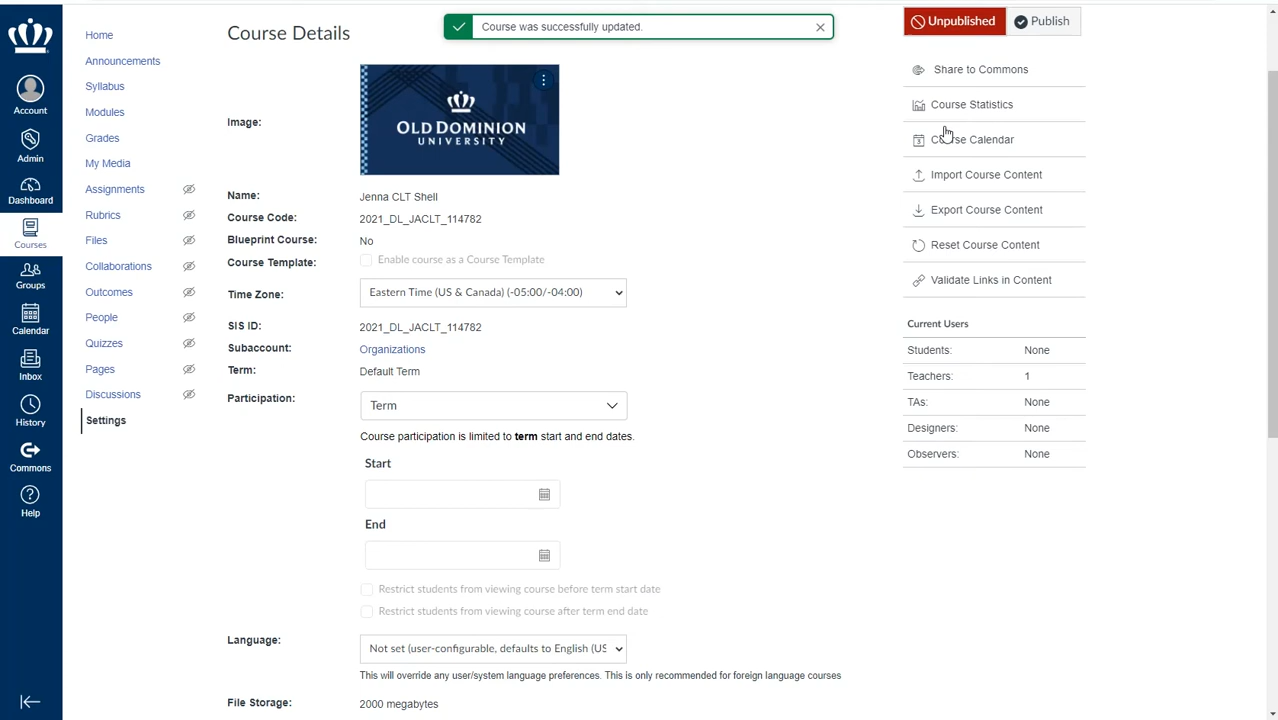 Account
Admin
Dashboard
Courses
Groups
Calendar
Inbox
History
Commons
Help
Home
Announcements
Syllabus
Modules
Grades
My Media
Assignments
Rubrics
Files
Collaborations
Outcomes
People
Quizzes
Pages
Discussions
Settings
Course Details
Course was successfully updated.
Image:
OLD DOMINION
UNIVERSITY
Name: Jenna CLT Shell
Course Code: 2021_DL_JACLT_114782
Blueprint Course: No
Course Template: Enable course as a Course Template
Time Zone: Eastern Time (US & Canada) (-05:00/-04:00)
SIS ID: 2021_DL_JACLT_114782
Subaccount: Organizations
Term: Default Term
Participation: Term
Course participation is limited to term start and end dates.
Start
End
Restrict students from viewing course before term start date
Restrict students from viewing course after term end date
Language: Not set (user-configurable, defaults to English (US
This will override any user/system language preferences. This is only recommended for foreign language courses
File Storage: 2000 megabytes
Unpublished Publish
Share to Commons
Course Statistics
3 Course Calendar
Import Course Content
Export Course Content
Reset Course Content
Validate Links in Content
Current Users
Students: None
Teachers: 1
TAs: None
Designers: None
Observers: None